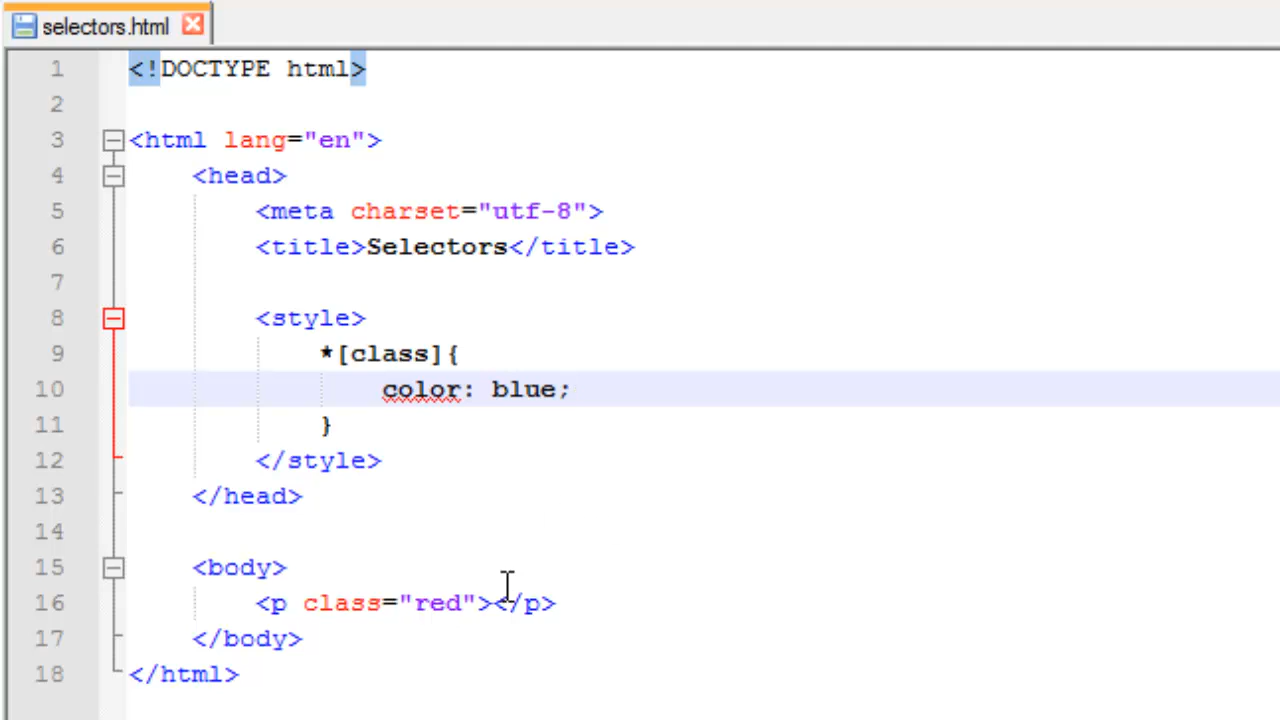 selectors.html
1 <!DOCTYPE html>
2
3 <html lang="en">
4 <head>
5 <meta charset="utf-8">
6 <title>Selectors</title>
7
8 <style>
9 *[class]{
10 color: blue;
11 }
12 </style>
13 </head>
14
15 <body>
16 <p class="red"></p>
17 </body>
18 </html>